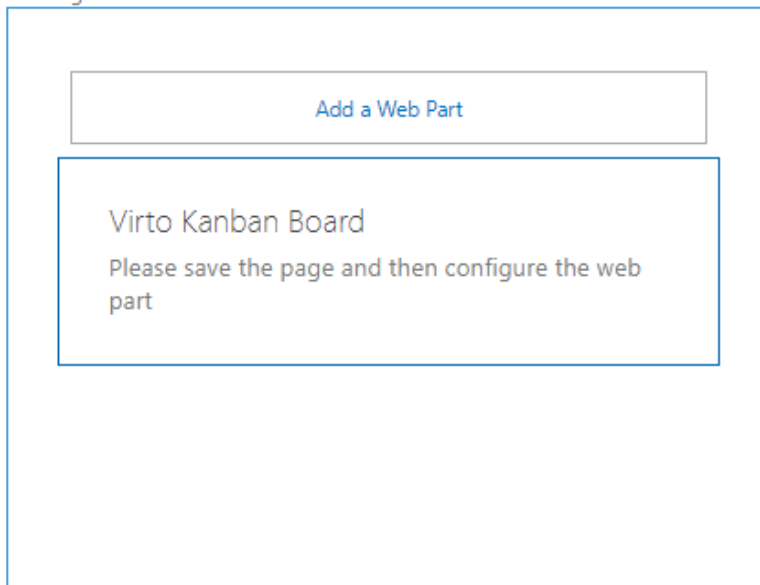 Add a Web Part
Virto Kanban Board
Please save the page and then configure the web
part